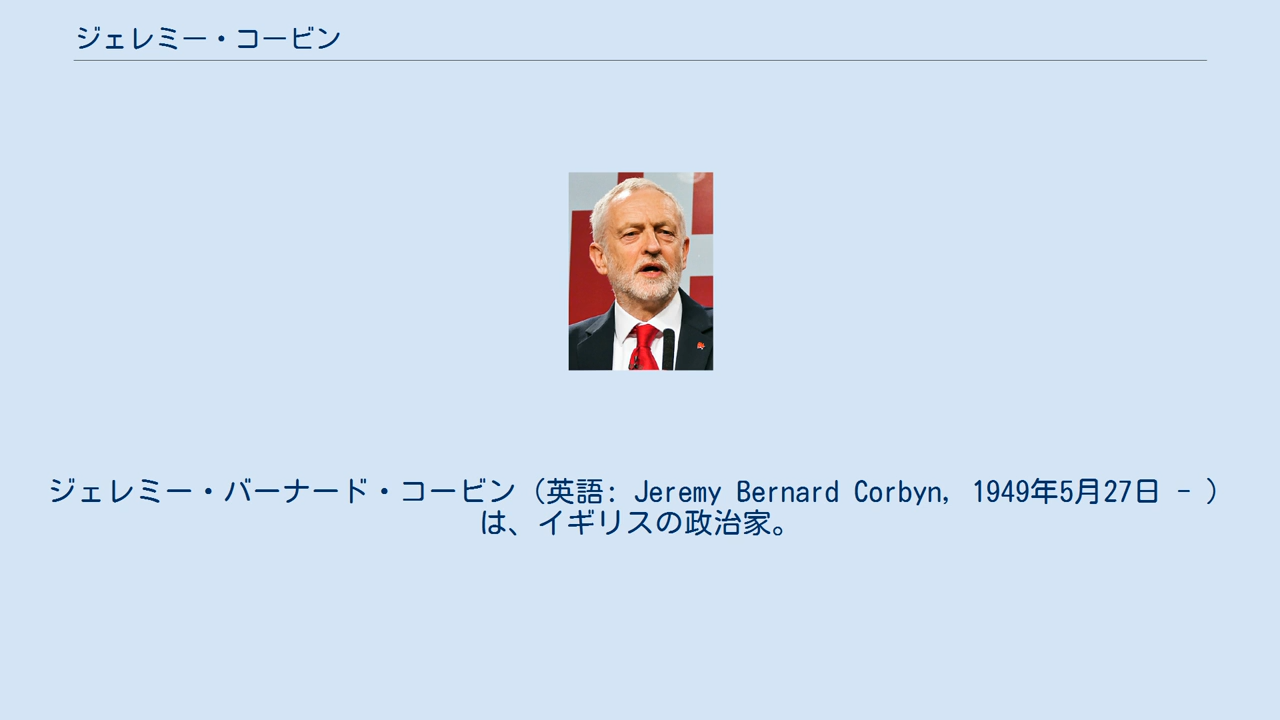 ジェレミー・コービン
ジェレミー・バーナード・コービン（英語: Jeremy Bernard Corbyn, 1949年5月27日 - ）
は、イギリスの政治家。